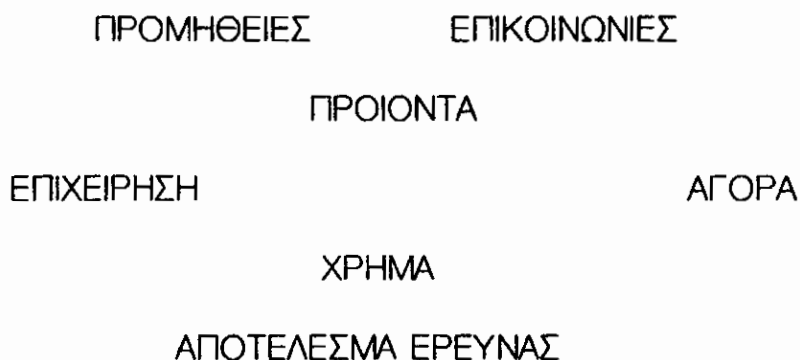 ΠΡΟΜΗΘΕΙΕΣ ΕΠΙΚΟΙΝΩΝΙΕΣ
ΠΡΟΙΟΝΤΑ
ΕΠΙΧΕΙΡΗΣΗ ΑΓΟΡΑ
ΧΡΗΜΑ
ΑΠΟΤΕΛΕΣΜΑ ΕΡΕΥΝΑΣ